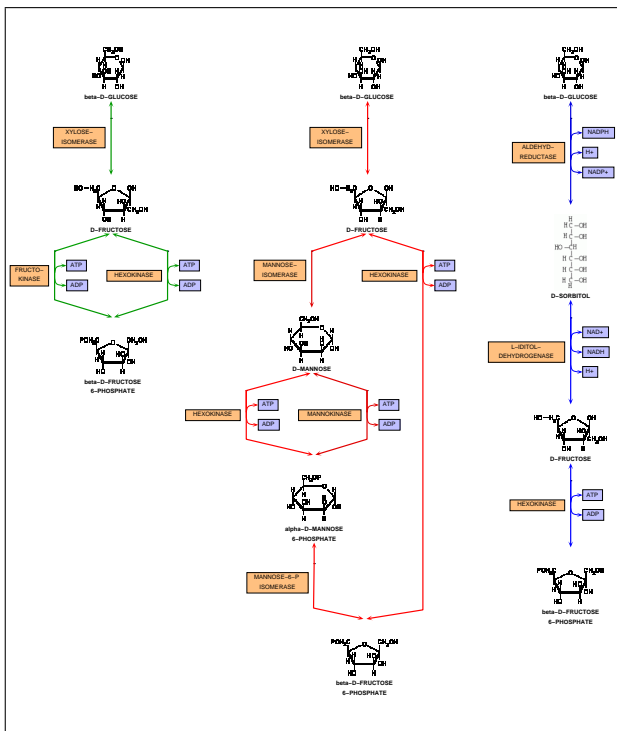 beta-D-GLUCOSE
XYLOSE-
ISOMERASE
D-FRUCTOSE
FRUCTO-
KINASE
ATP
ADP
HEXOKINASE
ATP
ADP
beta-D-FRUCTOSE
6-PHOSPHATE
beta-D-GLUCOSE
XYLOSE-
ISOMERASE
D-FRUCTOSE
MANNOSE-
ISOMERASE
HEXOKINASE
ATP
ADP
D-MANNOSE
HEXOKINASE
ATP
ADP
MANNOKINASE
ATP
ADP
alpha-D-MANNOSE
6-PHOSPHATE
MANNOSE-6-P
ISOMERASE
beta-D-FRUCTOSE
6-PHOSPHATE
beta-D-GLUCOSE
ALDEHYD-
REDUCTASE
NADPH
H+
NADP+
D-SORBITOL
L-IDITOL-
DEHYDROGENASE
NAD+
NADH
H+
D-FRUCTOSE
HEXOKINASE
ATP
ADP
beta-D-FRUCTOSE
6-PHOSPHATE